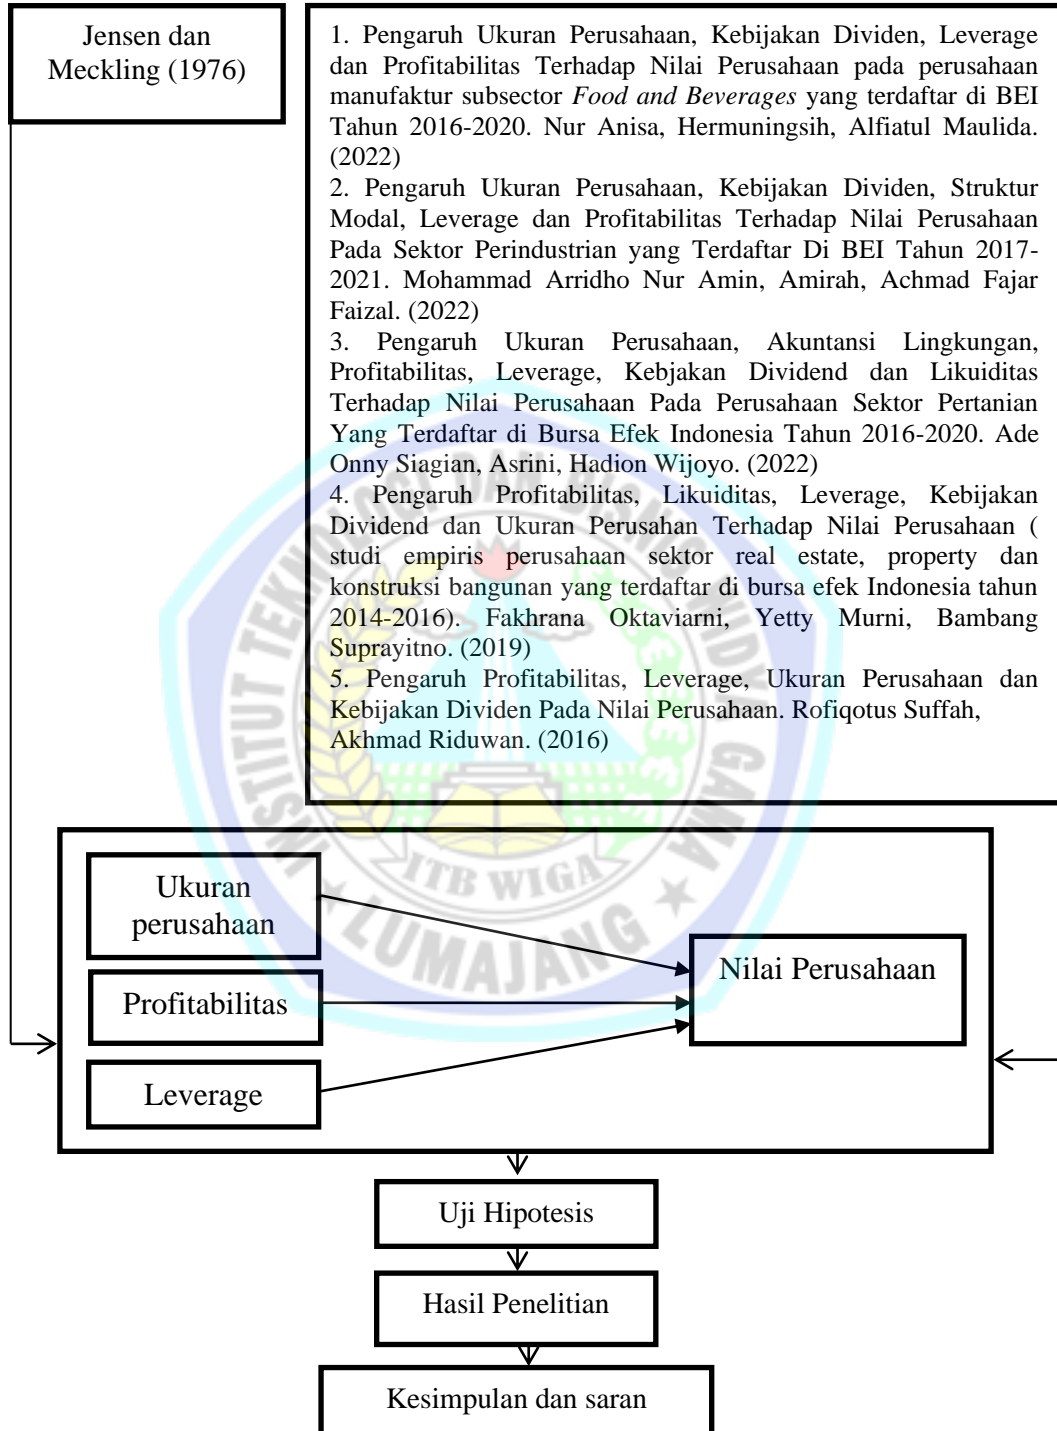 Jensen dan
Meckling (1976)
1. Pengaruh Ukuran Perusahaan, Kebijakan Dividen, Leverage
dan Profitabilitas Terhadap Nilai Perusahaan pada perusahaan
manufaktur subsector Food and Beverages yang terdaftar di BEI
Tahun 2016-2020. Nur Anisa, Hermuningsih, Alfiatul Maulida.
(2022)
2. Pengaruh Ukuran Perusahaan, Kebijakan Dividen, Struktur
Modal, Leverage dan Profitabilitas Terhadap Nilai Perusahaan
Pada Sektor Perindustrian yang Terdaftar Di BEI Tahun 2017-
2021. Mohammad Arridho Nur Amin, Amirah, Achmad Fajar
Faizal. (2022)
3. Pengaruh Ukuran Perusahaan, Akuntansi Lingkungan,
Profitabilitas, Leverage, Kebjakan Dividend dan Likuiditas
Terhadap Nilai Perusahaan Pada Perusahaan Sektor Pertanian
Yang Terdaftar di Bursa Efek Indonesia Tahun 2016-2020. Ade
Onny Siagian, Asrini, Hadion Wijoyo. (2022)
4. Pengaruh Profitabilitas, Likuiditas, Leverage, Kebijakan
Dividend dan Ukuran Perusahan Terhadap Nilai Perusahaan (
studi empiris perusahaan sektor real estate, property dan
konstruksi bangunan yang terdaftar di bursa efek Indonesia tahun
2014-2016). Fakhrana Oktaviarni, Yetty Murni, Bambang
Suprayitno. (2019)
5. Pengaruh Profitabilitas, Leverage, Ukuran Perusahaan dan
Kebijakan Dividen Pada Nilai Perusahaan. Rofiqotus Suffah,
Akhmad Riduwan. (2016)
INSTITUT TEKNOLOGI DAN BISNIS WIDYA GAMA
ITB WIGA
LUMAJANG
Ukuran
perusahaan
Profitabilitas
Leverage
Nilai Perusahaan
Uji Hipotesis
Hasil Penelitian
Kesimpulan dan saran